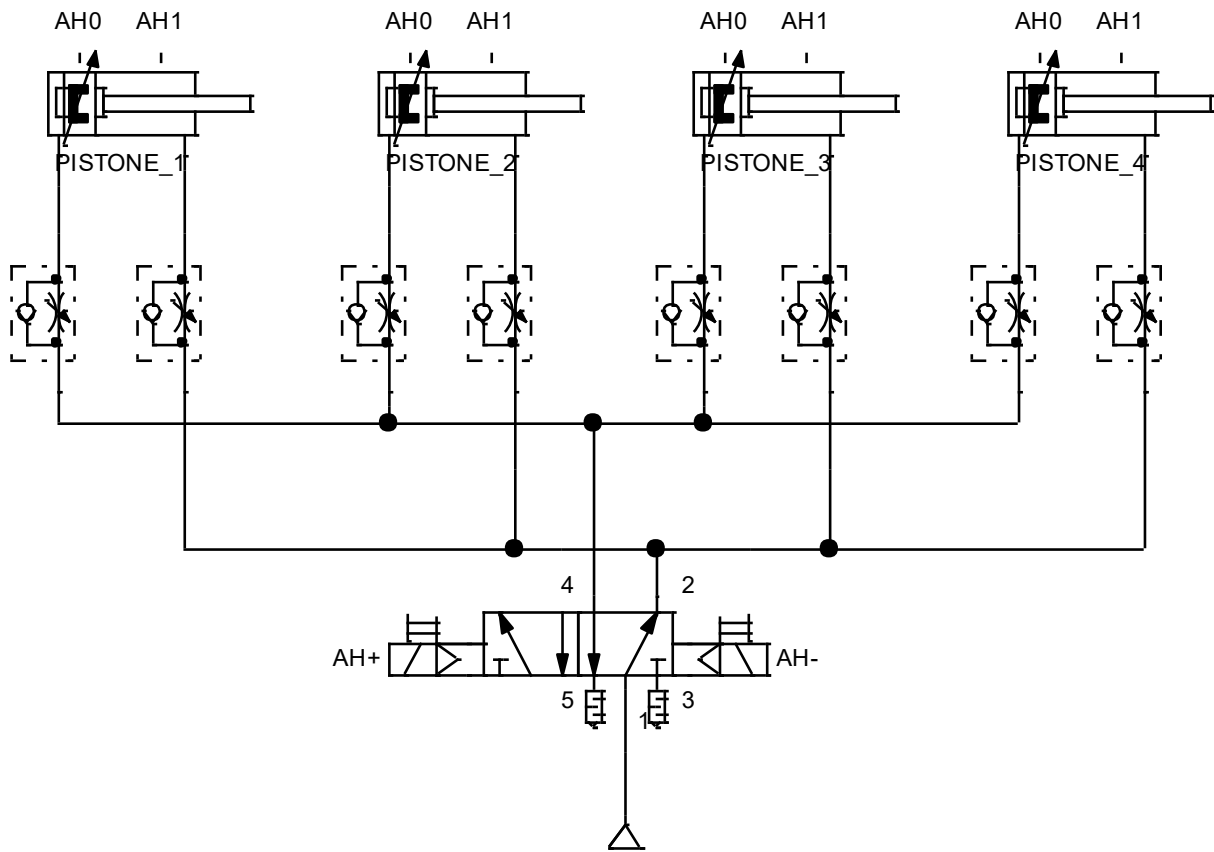 AH0 AH1 AH0 AH1 AH0 AH1 AH0 AH1
PISTONE_1 PISTONE_2 PISTONE_3 PISTONE_4
4 2
AH+ AH-
5 1 3